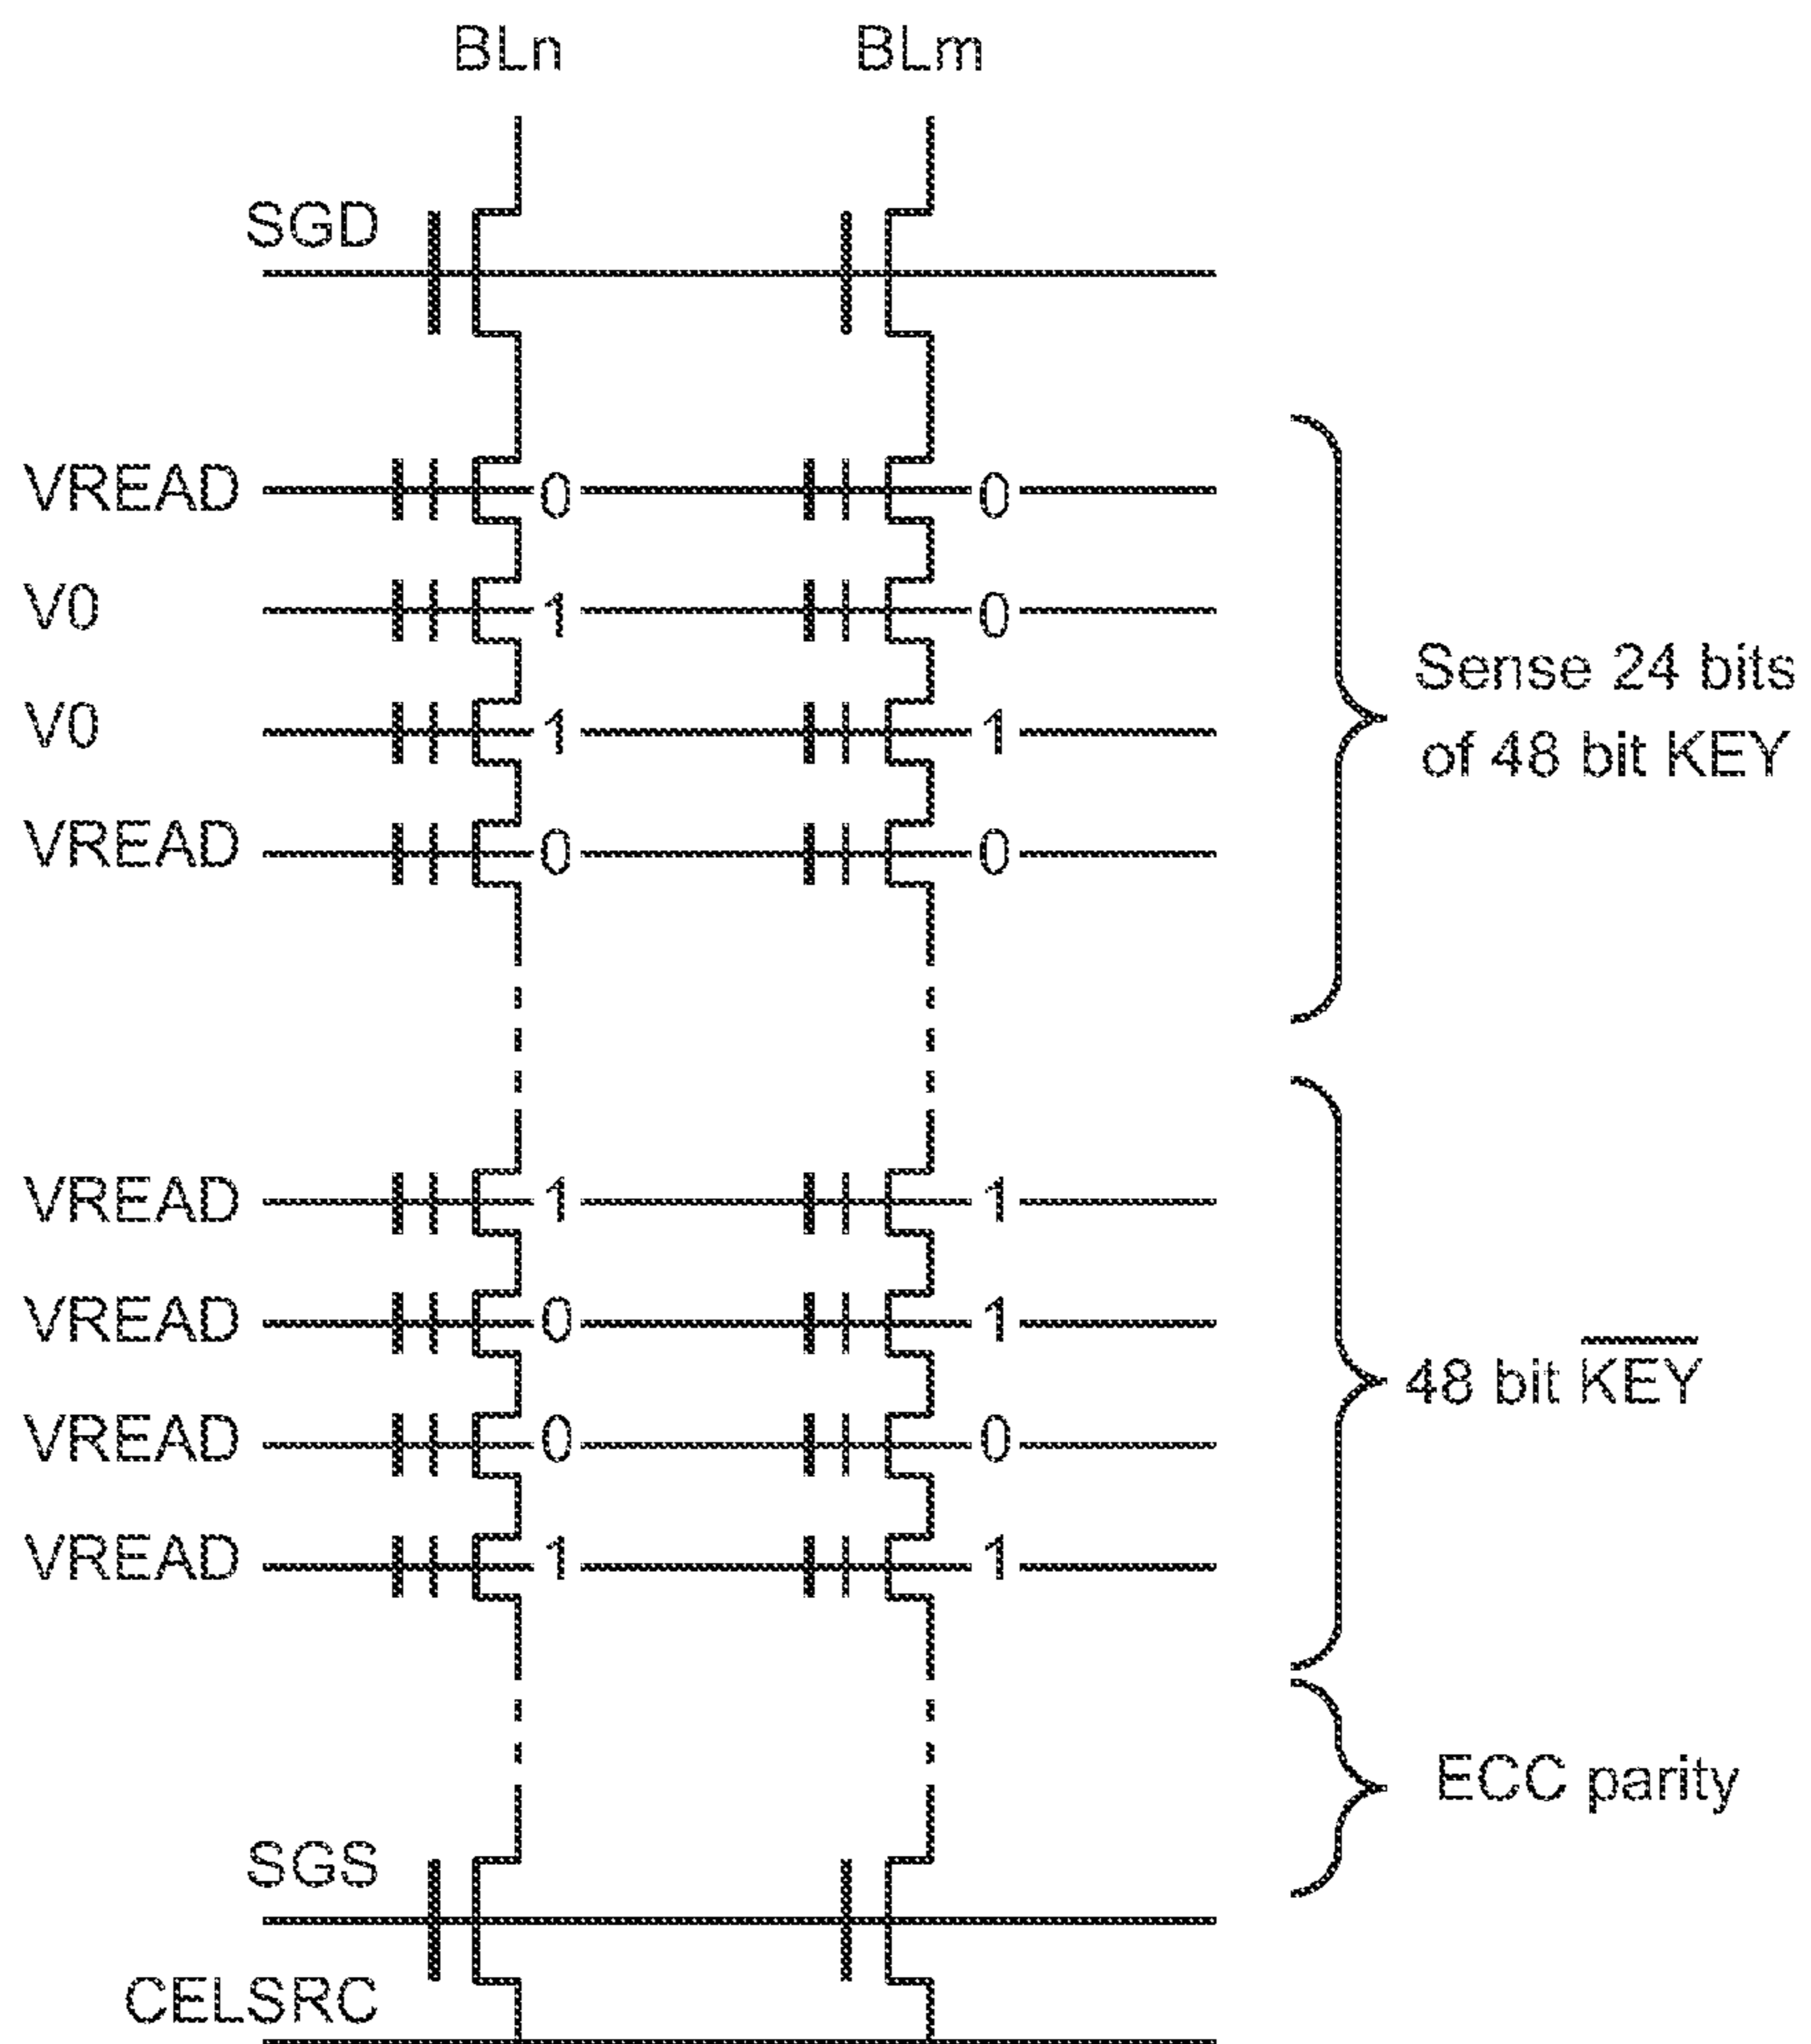 BLn BLm
SGD
VREAD 0 0
V0 1 0
V0 1 1
VREAD 0 0
Sense 24 bits
of 48 bit KEY
VREAD 1 1
VREAD 0 1
VREAD 0 0
VREAD 1 1
48 bit K̅E̅Y̅
ECC parity
SGS
CELSRC